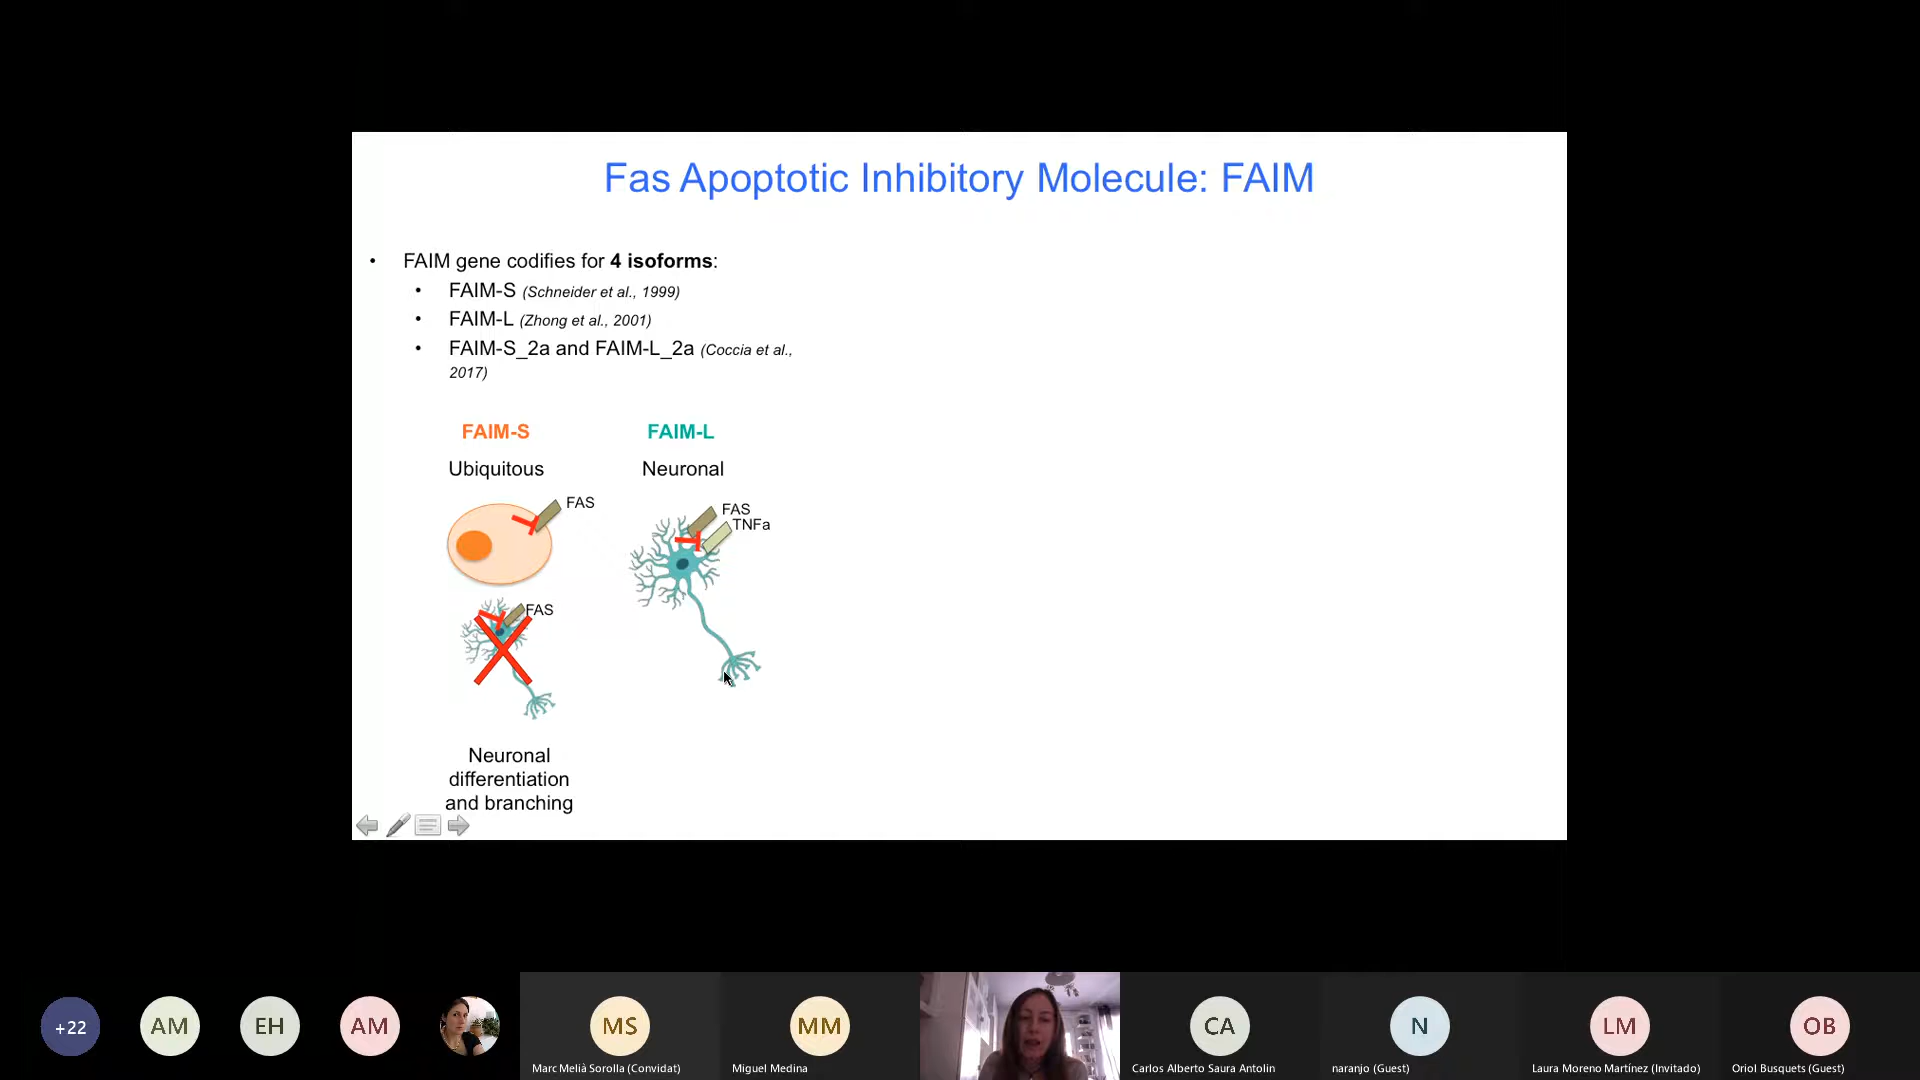 Fas Apoptotic Inhibitory Molecule: FAIM
• FAIM gene codifies for 4 isoforms:
• FAIM-S (Schneider et al., 1999)
• FAIM-L (Zhong et al., 2001)
• FAIM-S_2a and FAIM-L_2a (Coccia et al.,
2017)
FAIM-S
FAIM-L
Ubiquitous
Neuronal
FAS
FAS
TNFa
FAS
Neuronal
differentiation
and branching
+22
AM
EH
AM
MS
MM
CA
N
LM
OB
Marc Melià Sorolla (Convidat)
Miguel Medina
Carlos Alberto Saura Antolin
naranjo (Guest)
Laura Moreno Martínez (Invitado)
Oriol Busquets (Guest)